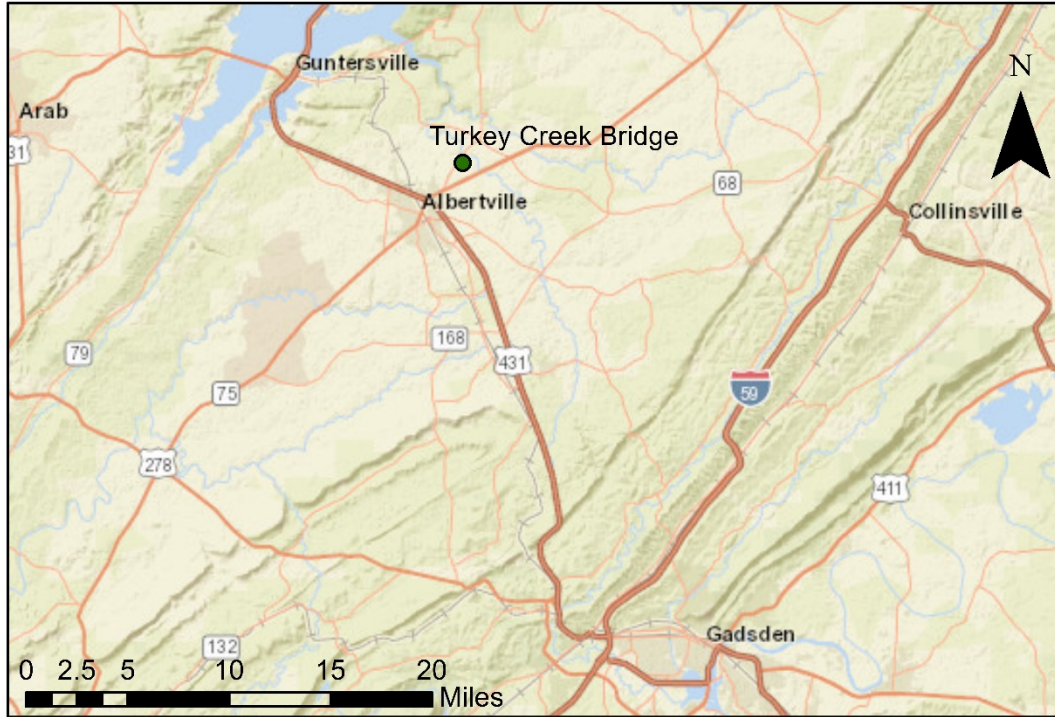 Guntersville
N
Arab
Turkey Creek Bridge
31
68
Albertville
Collinsville
168
79
431
59
75
278
411
132
Gadsden
0 2.5 5 10 15 20
Miles